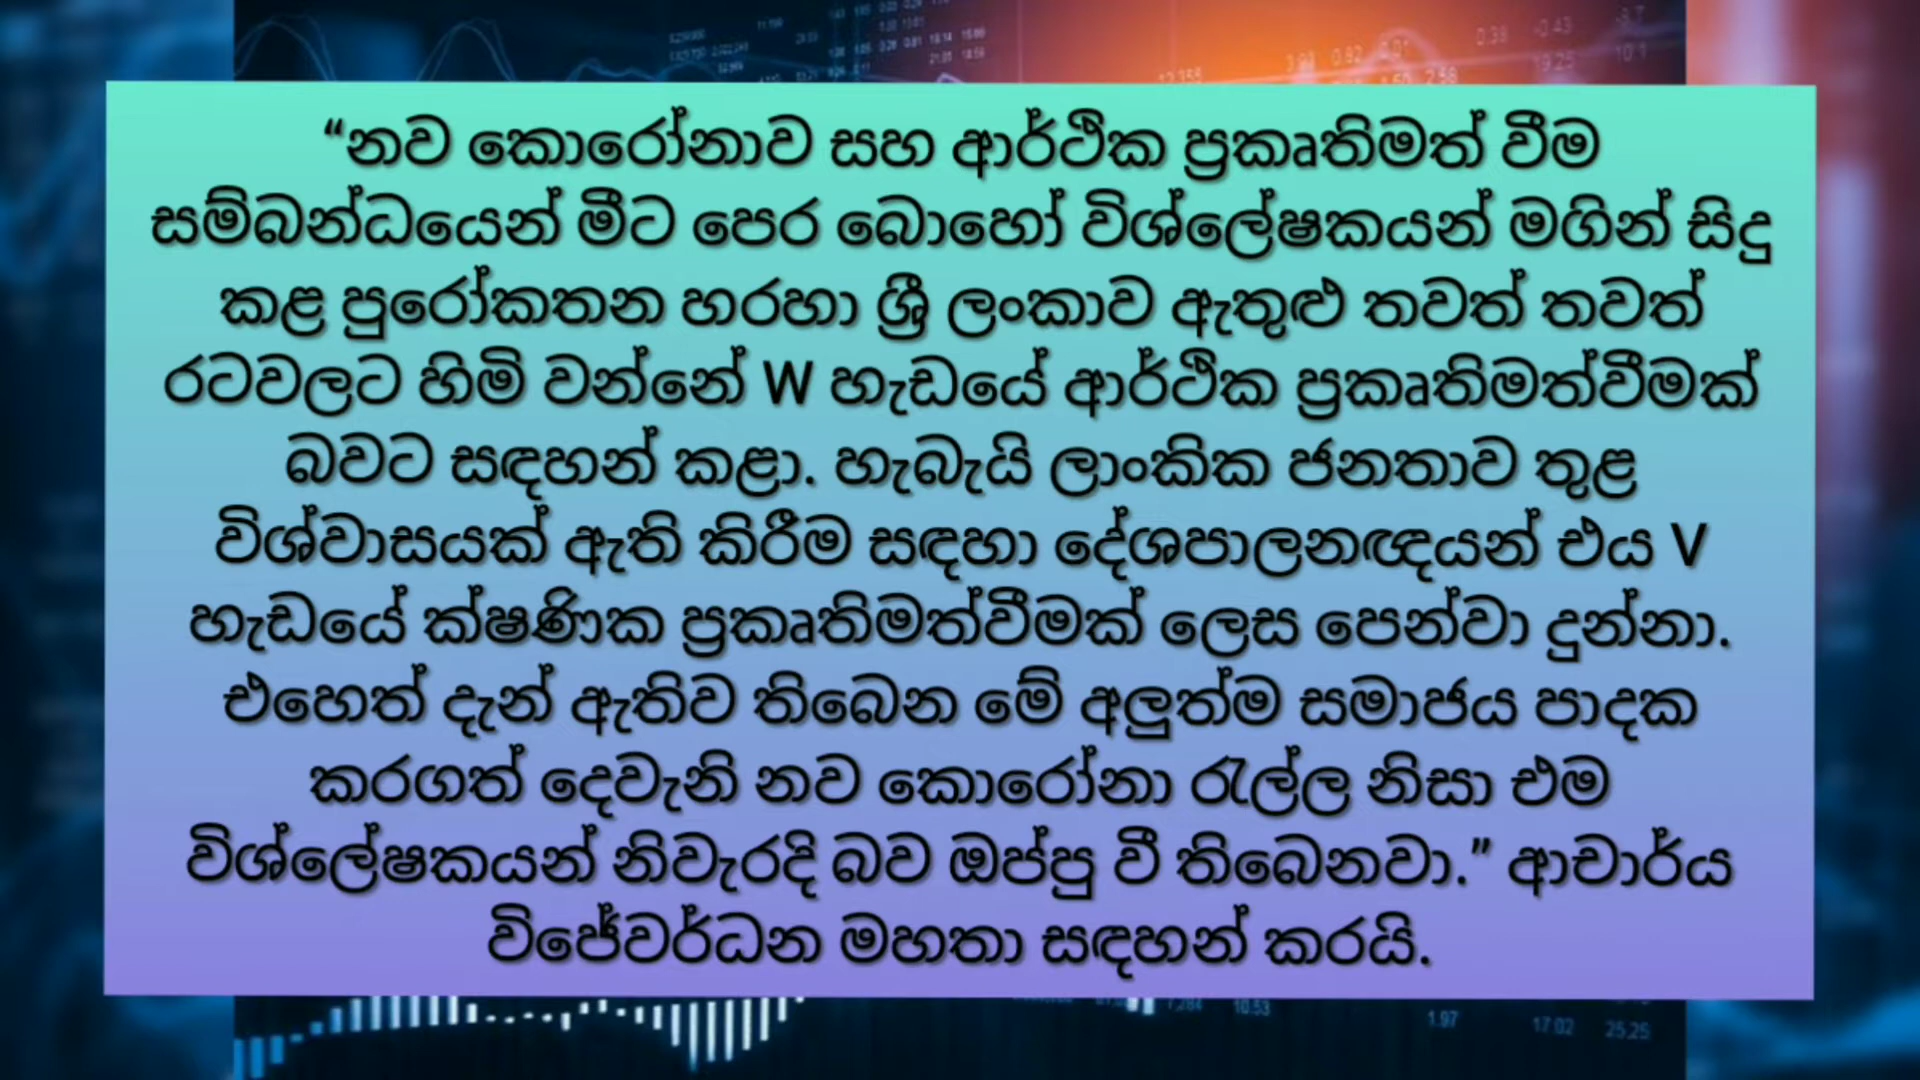 “නව කොරෝනාව සහ ආර්ථික ප්‍රකෘතිමත් වීම
සම්බන්ධයෙන් මීට පෙර බොහෝ විශ්ලේෂකයන් මගින් සිදු
කළ පුරෝකතන හරහා ශ්‍රී ලංකාව ඇතුළු තවත් තවත්
රටවලට හිමි වන්නේ W හැඩයේ ආර්ථික ප්‍රකෘතිමත්වීමක්
බවට සඳහන් කළා. හැබැයි ලාංකික ජනතාව තුළ
විශ්වාසයක් ඇති කිරීම සඳහා දේශපාලනඥයන් එය V
හැඩයේ ක්ෂණික ප්‍රකෘතිමත්වීමක් ලෙස පෙන්වා දුන්නා.
එහෙත් දැන් ඇතිව තිබෙන මේ අලුත්ම සමාජය පාදක
කරගත් දෙවැනි නව කොරෝනා රැල්ල නිසා එම
විශ්ලේෂකයන් නිවැරදි බව ඔප්පු වී තිබෙනවා.” ආචාර්ය
විජේවර්ධන මහතා සඳහන් කරයි.